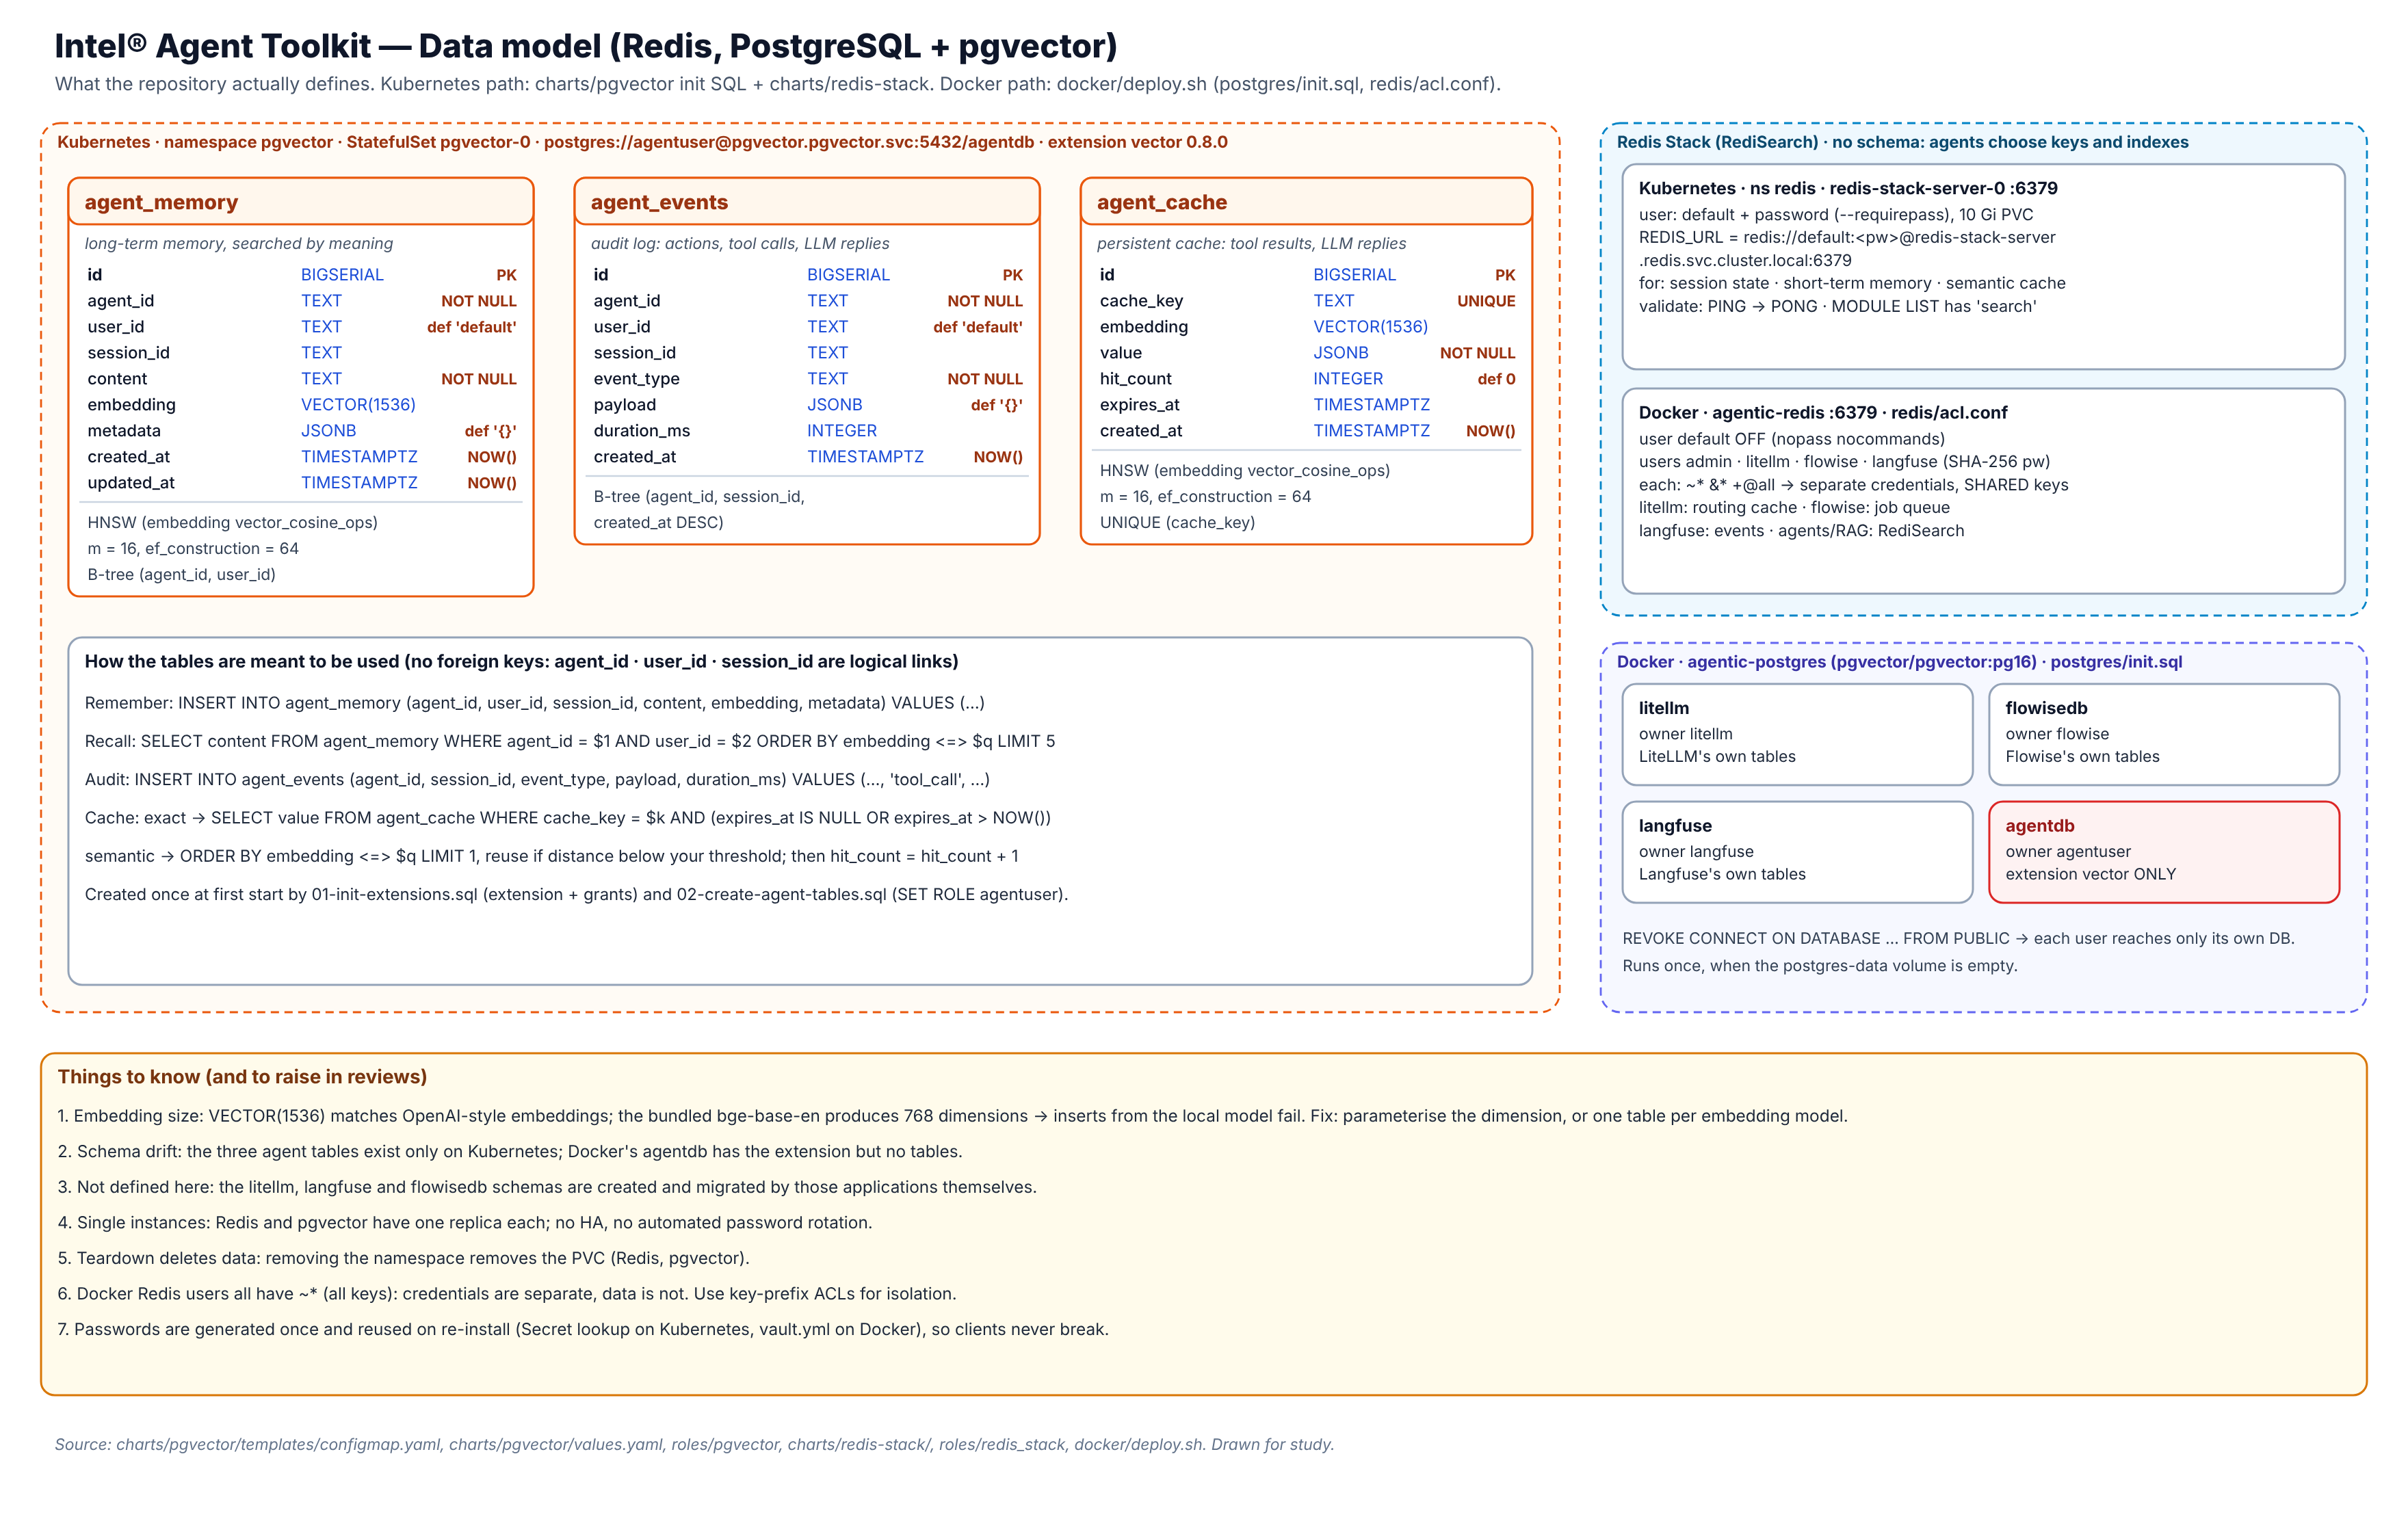 Intel® Agent Toolkit — Data model (Redis, PostgreSQL + pgvector)
What the repository actually defines. Kubernetes path: charts/pgvector init SQL + charts/redis-stack. Docker path: docker/deploy.sh (postgres/init.sql, redis/acl.conf).
Kubernetes · namespace pgvector · StatefulSet pgvector-0 · postgres://agentuser@pgvector.pgvector.svc:5432/agentdb · extension vector 0.8.0
agent_memory
long-term memory, searched by meaning
id BIGSERIAL PK
agent_id TEXT NOT NULL
user_id TEXT def 'default'
session_id TEXT
content TEXT NOT NULL
embedding VECTOR(1536)
metadata JSONB def '{}'
created_at TIMESTAMPTZ NOW()
updated_at TIMESTAMPTZ NOW()
HNSW (embedding vector_cosine_ops)
m = 16, ef_construction = 64
B-tree (agent_id, user_id)
agent_events
audit log: actions, tool calls, LLM replies
id BIGSERIAL PK
agent_id TEXT NOT NULL
user_id TEXT def 'default'
session_id TEXT
event_type TEXT NOT NULL
payload JSONB def '{}'
duration_ms INTEGER
created_at TIMESTAMPTZ NOW()
B-tree (agent_id, session_id,
created_at DESC)
agent_cache
persistent cache: tool results, LLM replies
id BIGSERIAL PK
cache_key TEXT UNIQUE
embedding VECTOR(1536)
value JSONB NOT NULL
hit_count INTEGER def 0
expires_at TIMESTAMPTZ
created_at TIMESTAMPTZ NOW()
HNSW (embedding vector_cosine_ops)
m = 16, ef_construction = 64
UNIQUE (cache_key)
How the tables are meant to be used (no foreign keys: agent_id · user_id · session_id are logical links)
Remember: INSERT INTO agent_memory (agent_id, user_id, session_id, content, embedding, metadata) VALUES (...)
Recall: SELECT content FROM agent_memory WHERE agent_id = $1 AND user_id = $2 ORDER BY embedding <=> $q LIMIT 5
Audit: INSERT INTO agent_events (agent_id, session_id, event_type, payload, duration_ms) VALUES (..., 'tool_call', ...)
Cache: exact → SELECT value FROM agent_cache WHERE cache_key = $k AND (expires_at IS NULL OR expires_at > NOW())
semantic → ORDER BY embedding <=> $q LIMIT 1, reuse if distance below your threshold; then hit_count = hit_count + 1
Created once at first start by 01-init-extensions.sql (extension + grants) and 02-create-agent-tables.sql (SET ROLE agentuser).
Redis Stack (RediSearch) · no schema: agents choose keys and indexes
Kubernetes · ns redis · redis-stack-server-0 :6379
user: default + password (--requirepass), 10 Gi PVC
REDIS_URL = redis://default:<pw>@redis-stack-server
.redis.svc.cluster.local:6379
for: session state · short-term memory · semantic cache
validate: PING → PONG · MODULE LIST has 'search'
Docker · agentic-redis :6379 · redis/acl.conf
user default OFF (nopass nocommands)
users admin · litellm · flowise · langfuse (SHA-256 pw)
each: ~* &* +@all → separate credentials, SHARED keys
litellm: routing cache · flowise: job queue
langfuse: events · agents/RAG: RediSearch
Docker · agentic-postgres (pgvector/pgvector:pg16) · postgres/init.sql
litellm
owner litellm
LiteLLM's own tables
flowisedb
owner flowise
Flowise's own tables
langfuse
owner langfuse
Langfuse's own tables
agentdb
owner agentuser
extension vector ONLY
REVOKE CONNECT ON DATABASE ... FROM PUBLIC → each user reaches only its own DB.
Runs once, when the postgres-data volume is empty.
Things to know (and to raise in reviews)
1. Embedding size: VECTOR(1536) matches OpenAI-style embeddings; the bundled bge-base-en produces 768 dimensions → inserts from the local model fail. Fix: parameterise the dimension, or one table per embedding model.
2. Schema drift: the three agent tables exist only on Kubernetes; Docker's agentdb has the extension but no tables.
3. Not defined here: the litellm, langfuse and flowisedb schemas are created and migrated by those applications themselves.
4. Single instances: Redis and pgvector have one replica each; no HA, no automated password rotation.
5. Teardown deletes data: removing the namespace removes the PVC (Redis, pgvector).
6. Docker Redis users all have ~* (all keys): credentials are separate, data is not. Use key-prefix ACLs for isolation.
7. Passwords are generated once and reused on re-install (Secret lookup on Kubernetes, vault.yml on Docker), so clients never break.
Source: charts/pgvector/templates/configmap.yaml, charts/pgvector/values.yaml, roles/pgvector, charts/redis-stack/, roles/redis_stack, docker/deploy.sh. Drawn for study.